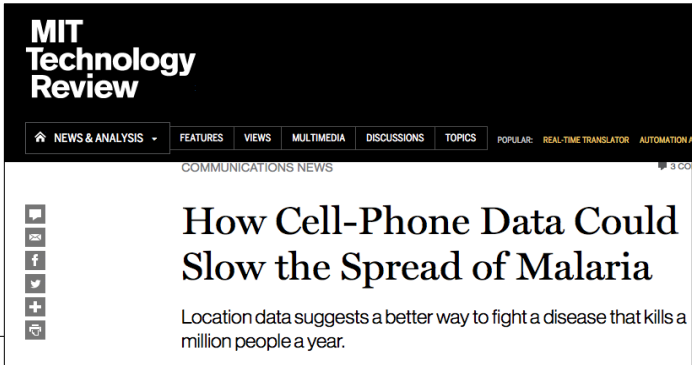 MIT
Technology
Review
NEWS & ANALYSIS FEATURES VIEWS MULTIMEDIA DISCUSSIONS TOPICS POPULAR: REAL-TIME TRANSLATOR AUTOMATION
COMMUNICATIONS NEWS 3
How Cell-Phone Data Could
Slow the Spread of Malaria
Location data suggests a better way to fight a disease that kills a
million people a year.